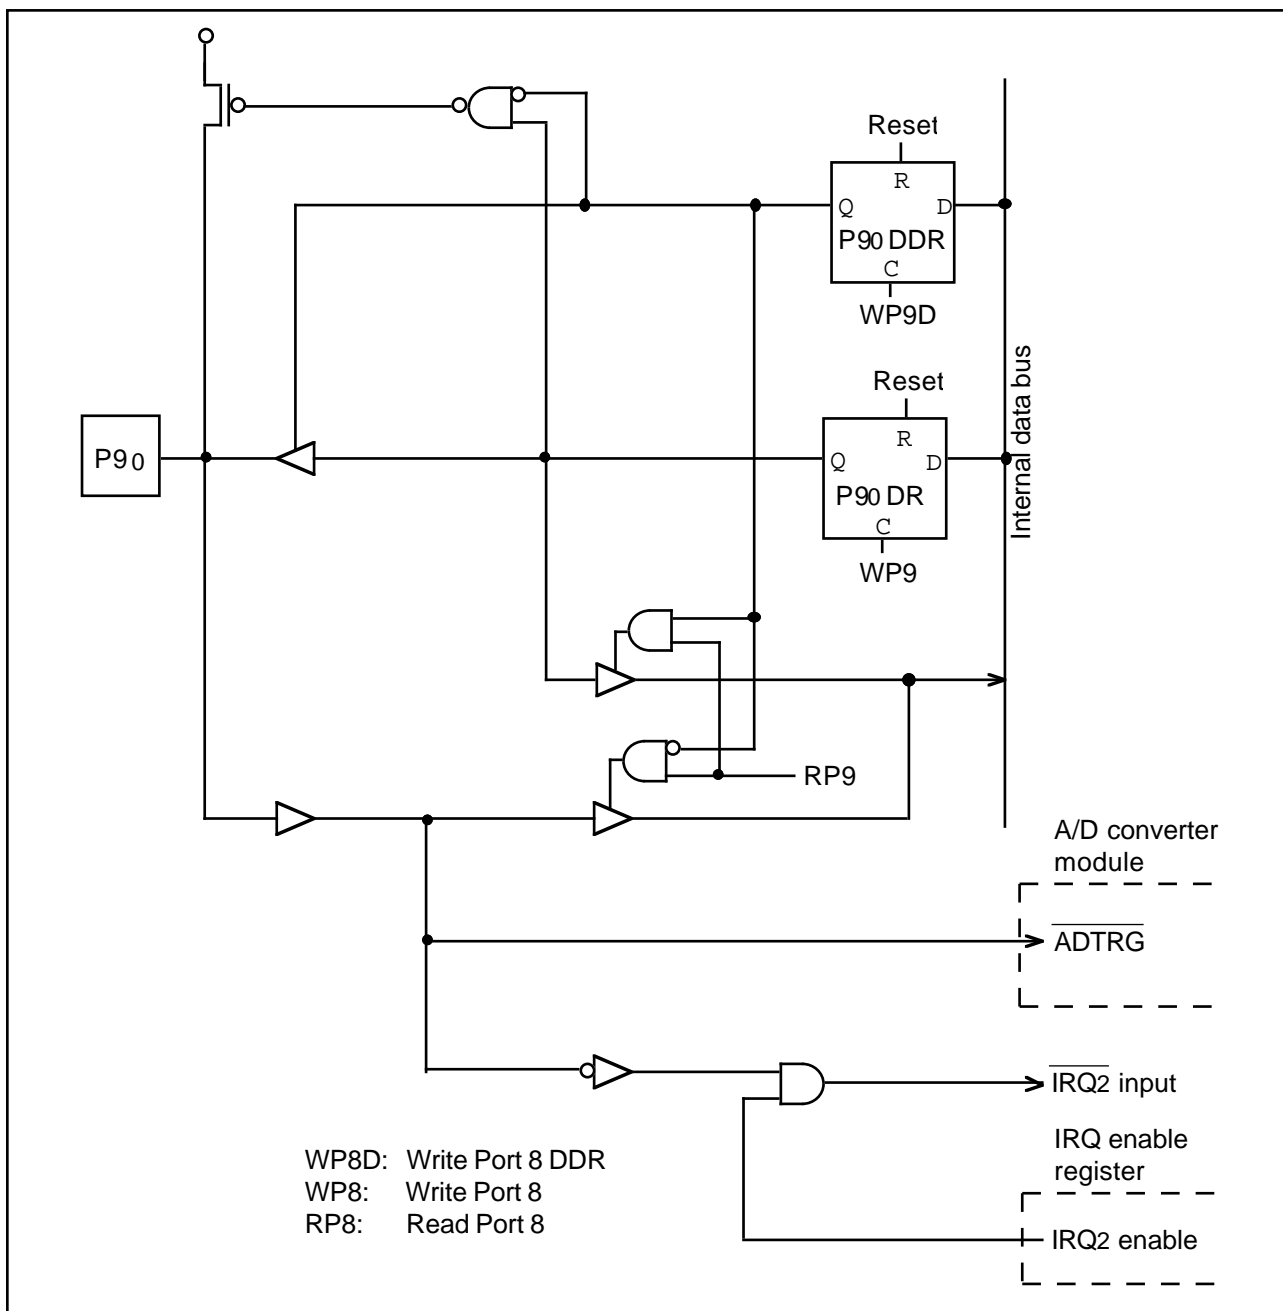 Reset
R
Q
D
P90 DDR
C
WP9D
Internal data bus
Reset
R
P90
Q
D
P90 DR
C
WP9
RP9
A/D converter
module
ADTRG
IRQ2 input
IRQ enable
register
WP8D: Write Port 8 DDR
WP8: Write Port 8
RP8: Read Port 8
IRQ2 enable